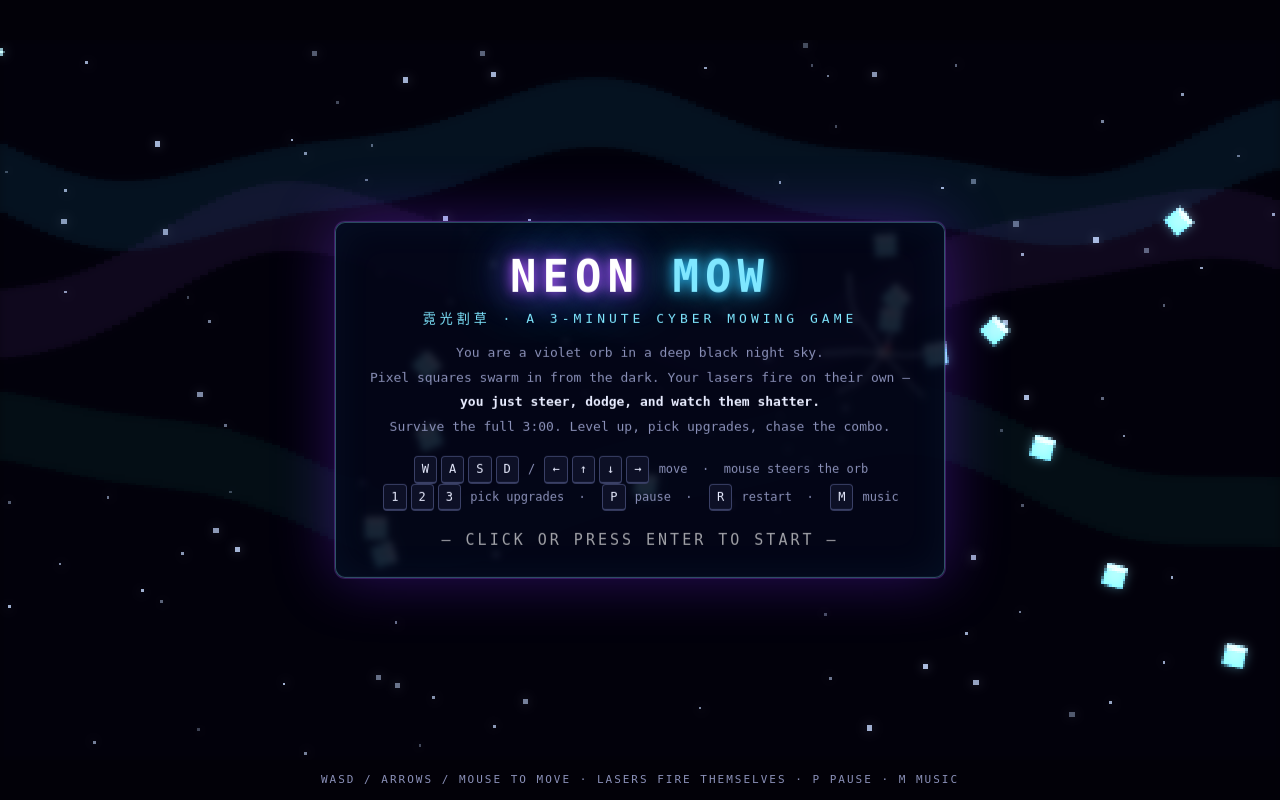 NEON MOW
霓光割草 · A 3-MINUTE CYBER MOWING GAME
You are a violet orb in a deep black night sky.
Pixel squares swarm in from the dark. Your lasers fire on their own —
you just steer, dodge, and watch them shatter.
Survive the full 3:00. Level up, pick upgrades, chase the combo.
W A S D / ← ↑ ↓ → move · mouse steers the orb
1 2 3 pick upgrades · P pause · R restart · M music
— CLICK OR PRESS ENTER TO START —
WASD / ARROWS / MOUSE TO MOVE · LASERS FIRE THEMSELVES · P PAUSE · M MUSIC